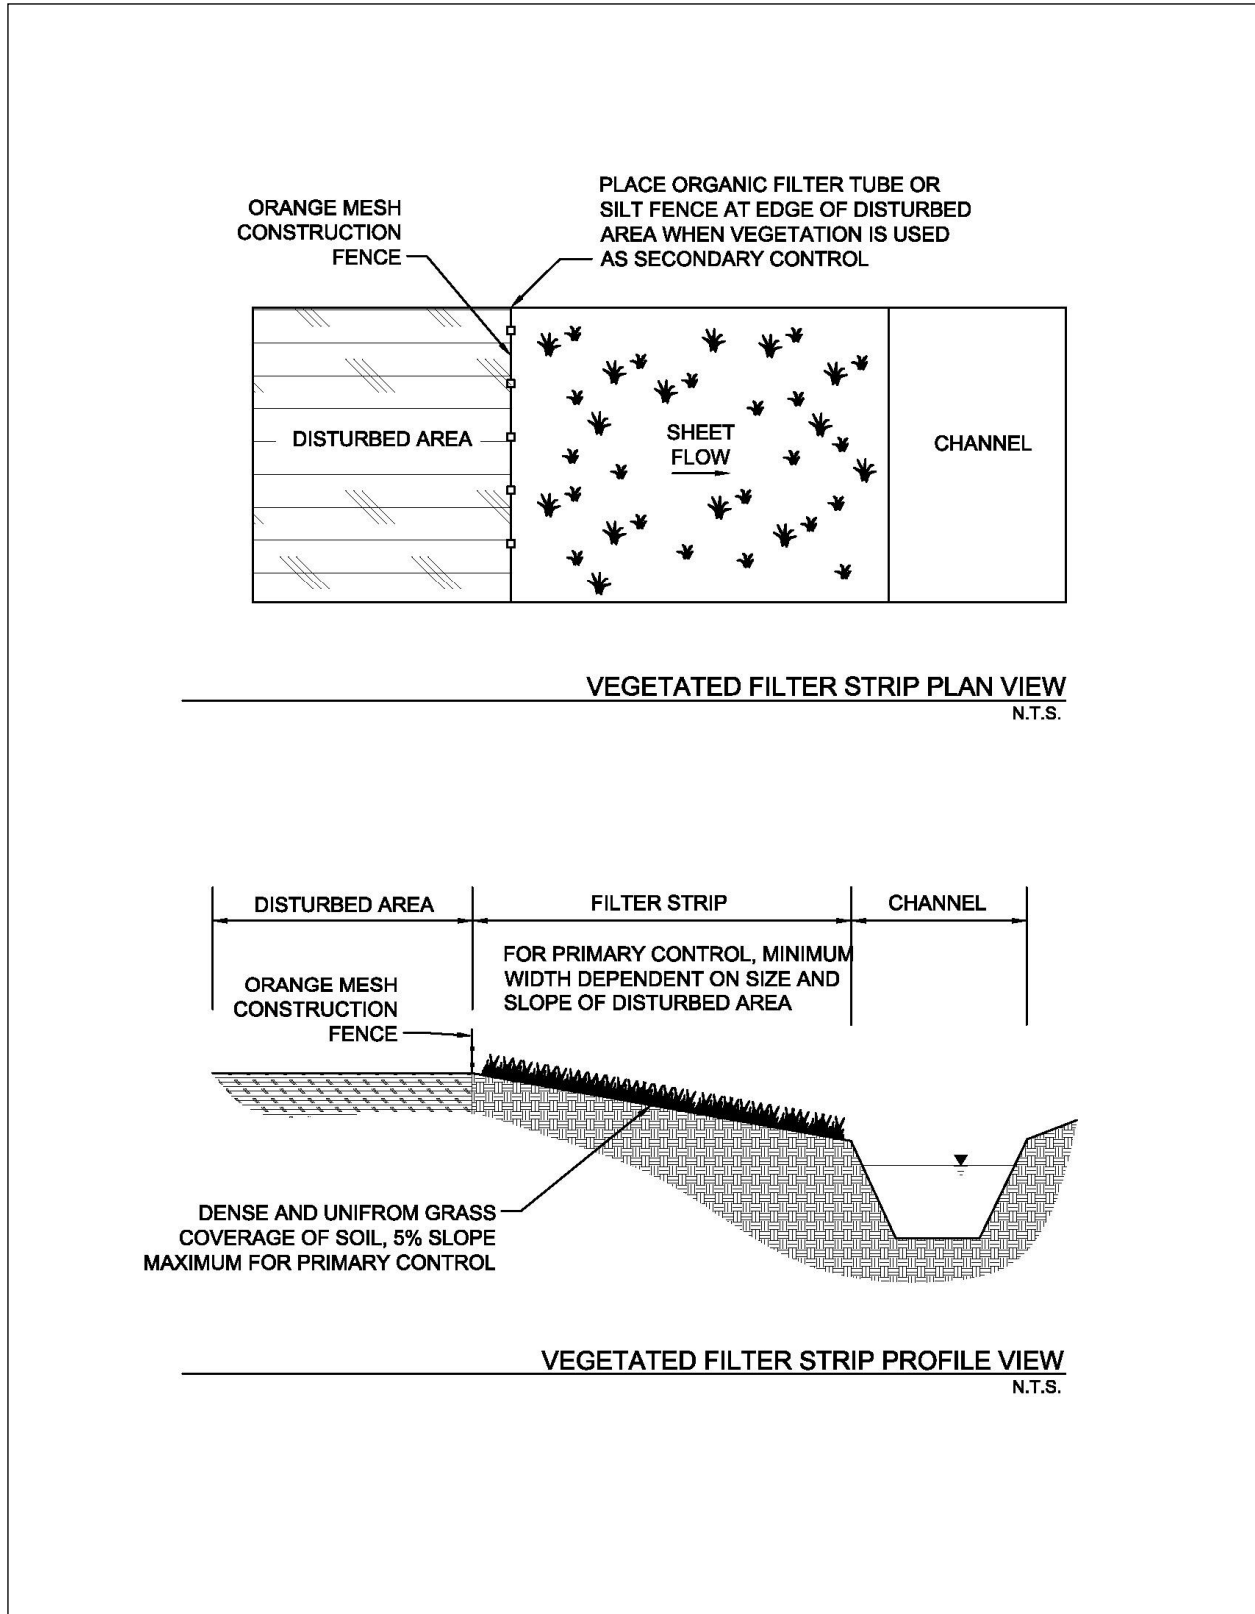 PLACE ORGANIC FILTER TUBE OR
SILT FENCE AT EDGE OF DISTURBED
AREA WHEN VEGETATION IS USED
AS SECONDARY CONTROL
ORANGE MESH
CONSTRUCTION
FENCE
DISTURBED AREA
SHEET
FLOW
CHANNEL
VEGETATED FILTER STRIP PLAN VIEW
N.T.S.
DISTURBED AREA
FILTER STRIP
CHANNEL
FOR PRIMARY CONTROL, MINIMUM
WIDTH DEPENDENT ON SIZE AND
SLOPE OF DISTURBED AREA
ORANGE MESH
CONSTRUCTION
FENCE
DENSE AND UNIFROM GRASS
COVERAGE OF SOIL, 5% SLOPE
MAXIMUM FOR PRIMARY CONTROL
VEGETATED FILTER STRIP PROFILE VIEW
N.T.S.